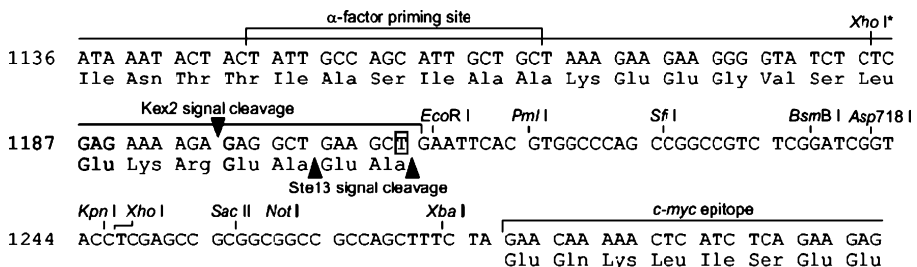 α-factor priming site
Xho I*
1136 ATA AAT ACT ACT ATT GCC AGC ATT GCT GCT AAA GAA GAA GGG GTA TCT CTC
Ile Asn Thr Thr Ile Ala Ser Ile Ala Ala Lys Glu Glu Gly Val Ser Leu
Kex2 signal cleavage
EcoR I Pml I Sfi I BsmB I Asp718 I
1187 GAG AAA AGA GAG GCT GAA GCT GAATTCAC GTGGCCCAG CCGGCCGTC TCGGATCGGT
Glu Lys Arg Glu Ala Glu Ala
Ste13 signal cleavage
Kpn I Xho I Sac II Not I Xba I c-myc epitope
1244 ACCTCGAGCC GCGGCGGCC GCCAGCTTTC TA GAA CAA AAA CTC ATC TCA GAA GAG
Glu Gln Lys Leu Ile Ser Glu Glu